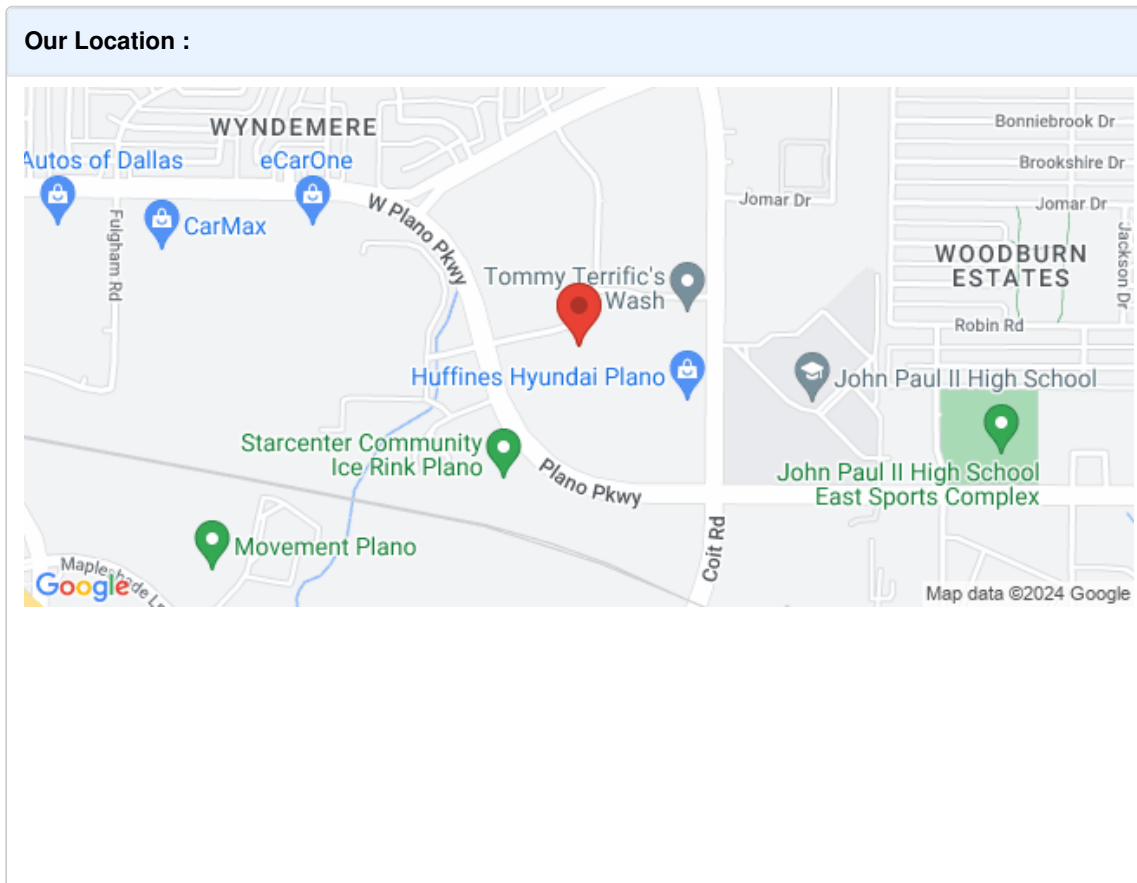 Our Location :
WYNDEMERE
Bonniebrook Dr
Autos of Dallas
eCarOne
Brookshire Dr
Jomar Dr
Jomar Dr
W Plano Pkwy
CarMax
Fulgham Rd
Jackson Dr
WOODBURN
ESTATES
Tommy Terrific's
Wash
Robin Rd
Huffines Hyundai Plano
John Paul II High School
Starcenter Community
Ice Rink Plano
Plano Pkwy
John Paul II High School
East Sports Complex
Coit Rd
Movement Plano
Mapleshade Ln
Google
Map data ©2024 Google